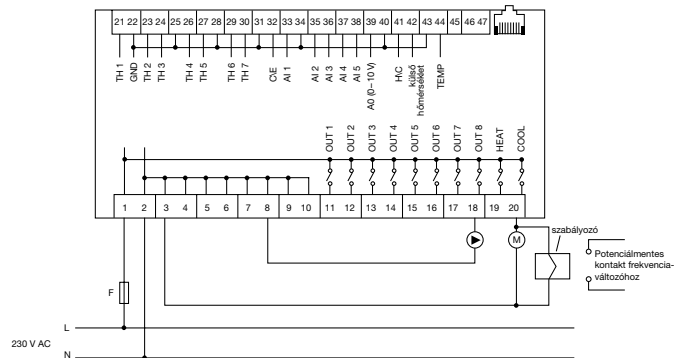 21 22 23 24 25 26 27 28 29 30 31 32 33 34 35 36 37 38 39 40 41 42 43 44 45 46 47
TH 1
GND
TH 2
TH 3
TH 4
TH 5
TH 6
TH 7
C\E
AI 1
AI 2
AI 3
AI 4
AI 5
A0 (0–10 V)
H\C
külső
hőmérséklet
TEMP
OUT 1
OUT 2
OUT 3
OUT 4
OUT 5
OUT 6
OUT 7
OUT 8
HEAT
COOL
1 2 3 4 5 6 7 8 9 10 11 12 13 14 15 16 17 18 19 20
szabályozó
M
Potenciálmentes
kontakt frekvencia-
változóhoz
F
L
230 V AC
N